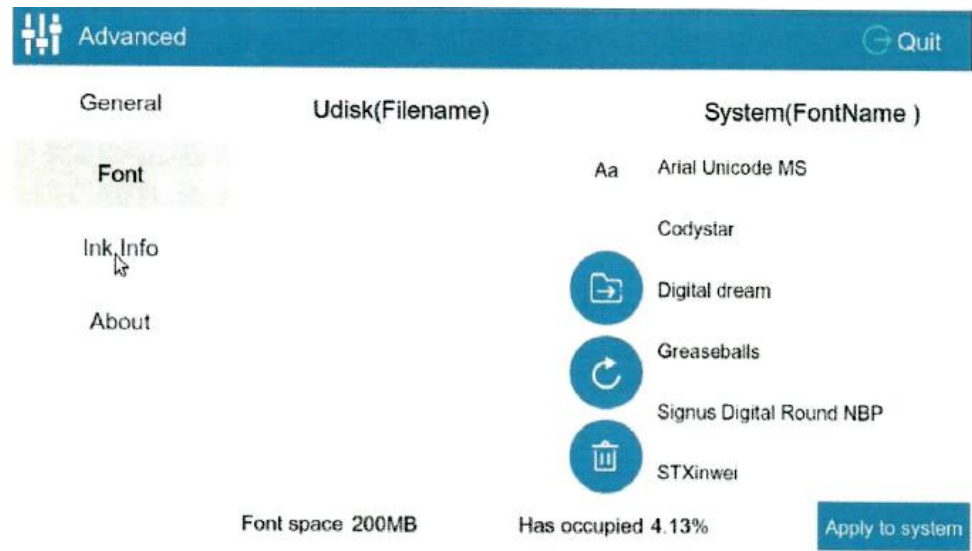 Advanced
Quit
General
Udisk(Filename)
System(FontName )
Font
Aa
Arial Unicode MS
Codystar
Ink Info
Digital dream
About
Greaseballs
Signus Digital Round NBP
STXinwei
Font space 200MB
Has occupied 4.13%
Apply to system